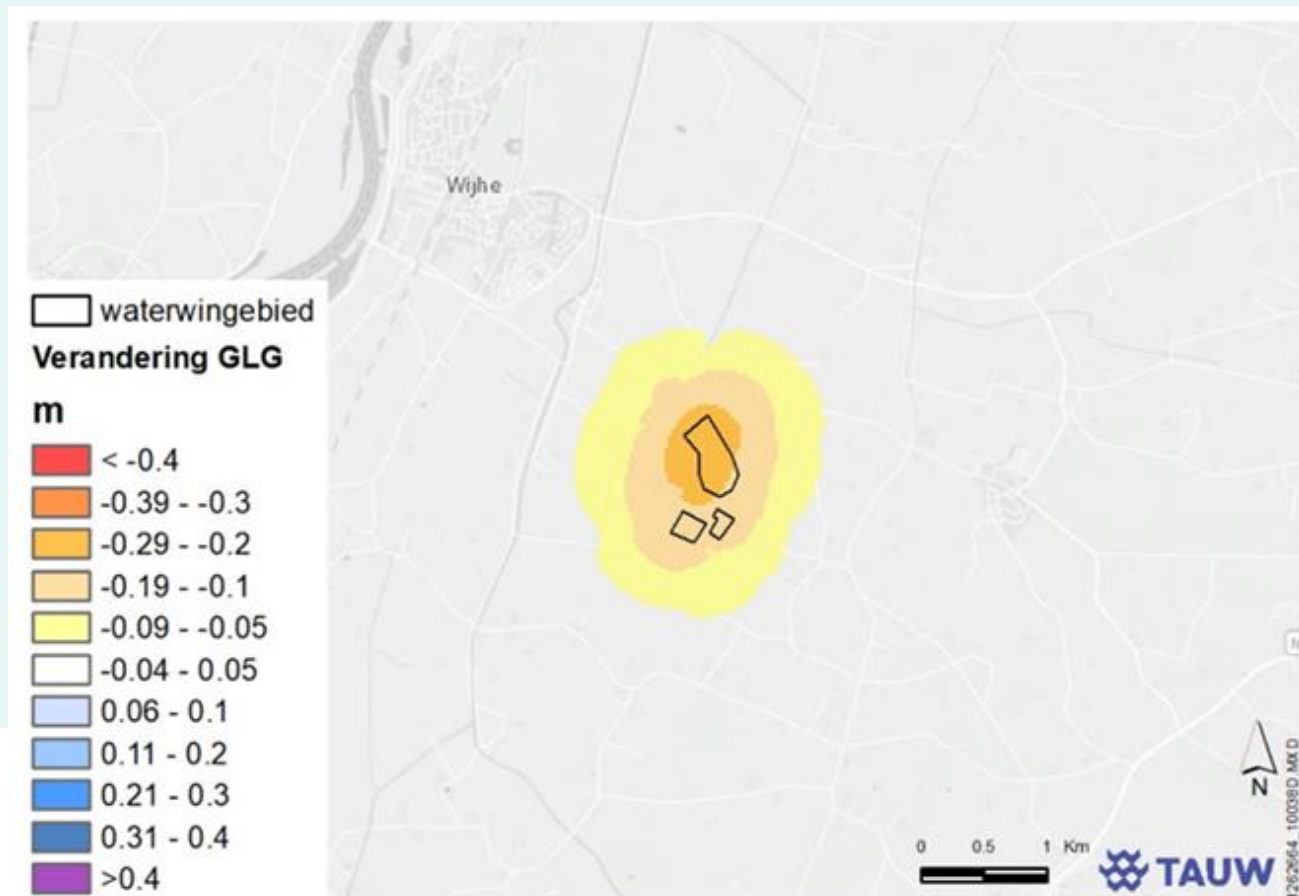 Wijhe
waterwingebied
Verandering GLG
m
< -0.4
-0.39 - -0.3
-0.29 - -0.2
-0.19 - -0.1
-0.09 - -0.05
-0.04 - 0.05
0.06 - 0.1
0.11 - 0.2
0.21 - 0.3
0.31 - 0.4
>0.4
N
N
0 0.5 1 Km
TAUW